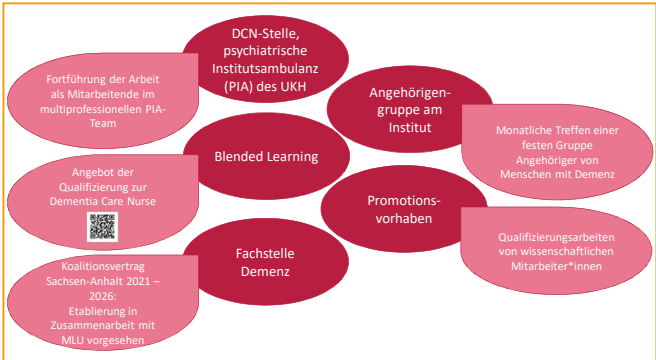 DCN-Stelle,
psychiatrische
Institutsambulanz
(PIA) des UKH
Fortführung der Arbeit
als Mitarbeitende im
multiprofessionellen PIA-
Team
Angehörigen-
gruppe am
Institut
Monatliche Treffen einer
festen Gruppe
Angehöriger von
Menschen mit Demenz
Blended Learning
Angebot der
Qualifizierung zur
Dementia Care Nurse
Promotions-
vorhaben
Qualifizierungsarbeiten
von wissenschaftlichen
Mitarbeiter*innen
Fachstelle
Demenz
Koalitionsvertrag
Sachsen-Anhalt 2021 –
2026:
Etablierung in
Zusammenarbeit mit
MLU vorgesehen